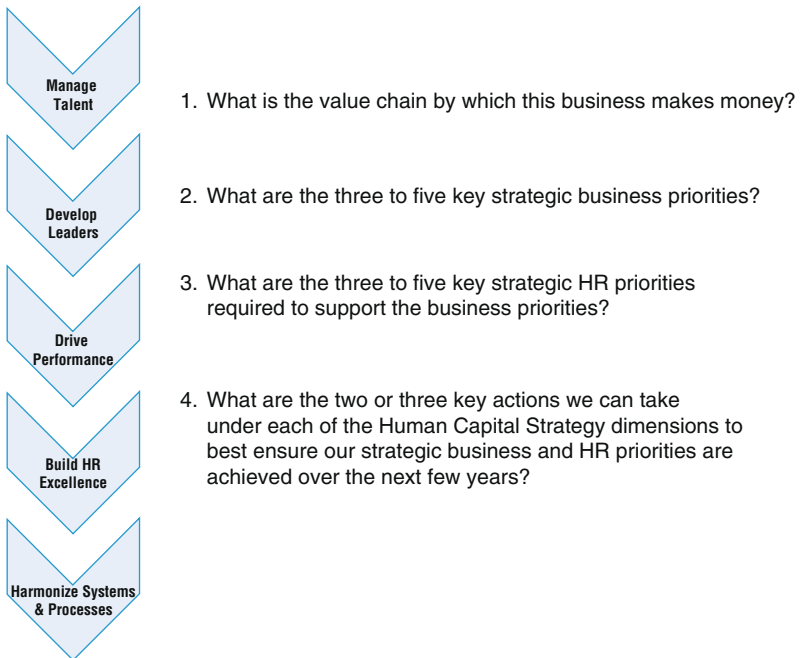 Manage
Talent
1. What is the value chain by which this business makes money?
Develop
Leaders
2. What are the three to five key strategic business priorities?
Drive
Performance
3. What are the three to five key strategic HR priorities
required to support the business priorities?
Build HR
Excellence
4. What are the two or three key actions we can take
under each of the Human Capital Strategy dimensions to
best ensure our strategic business and HR priorities are
achieved over the next few years?
Harmonize Systems
& Processes